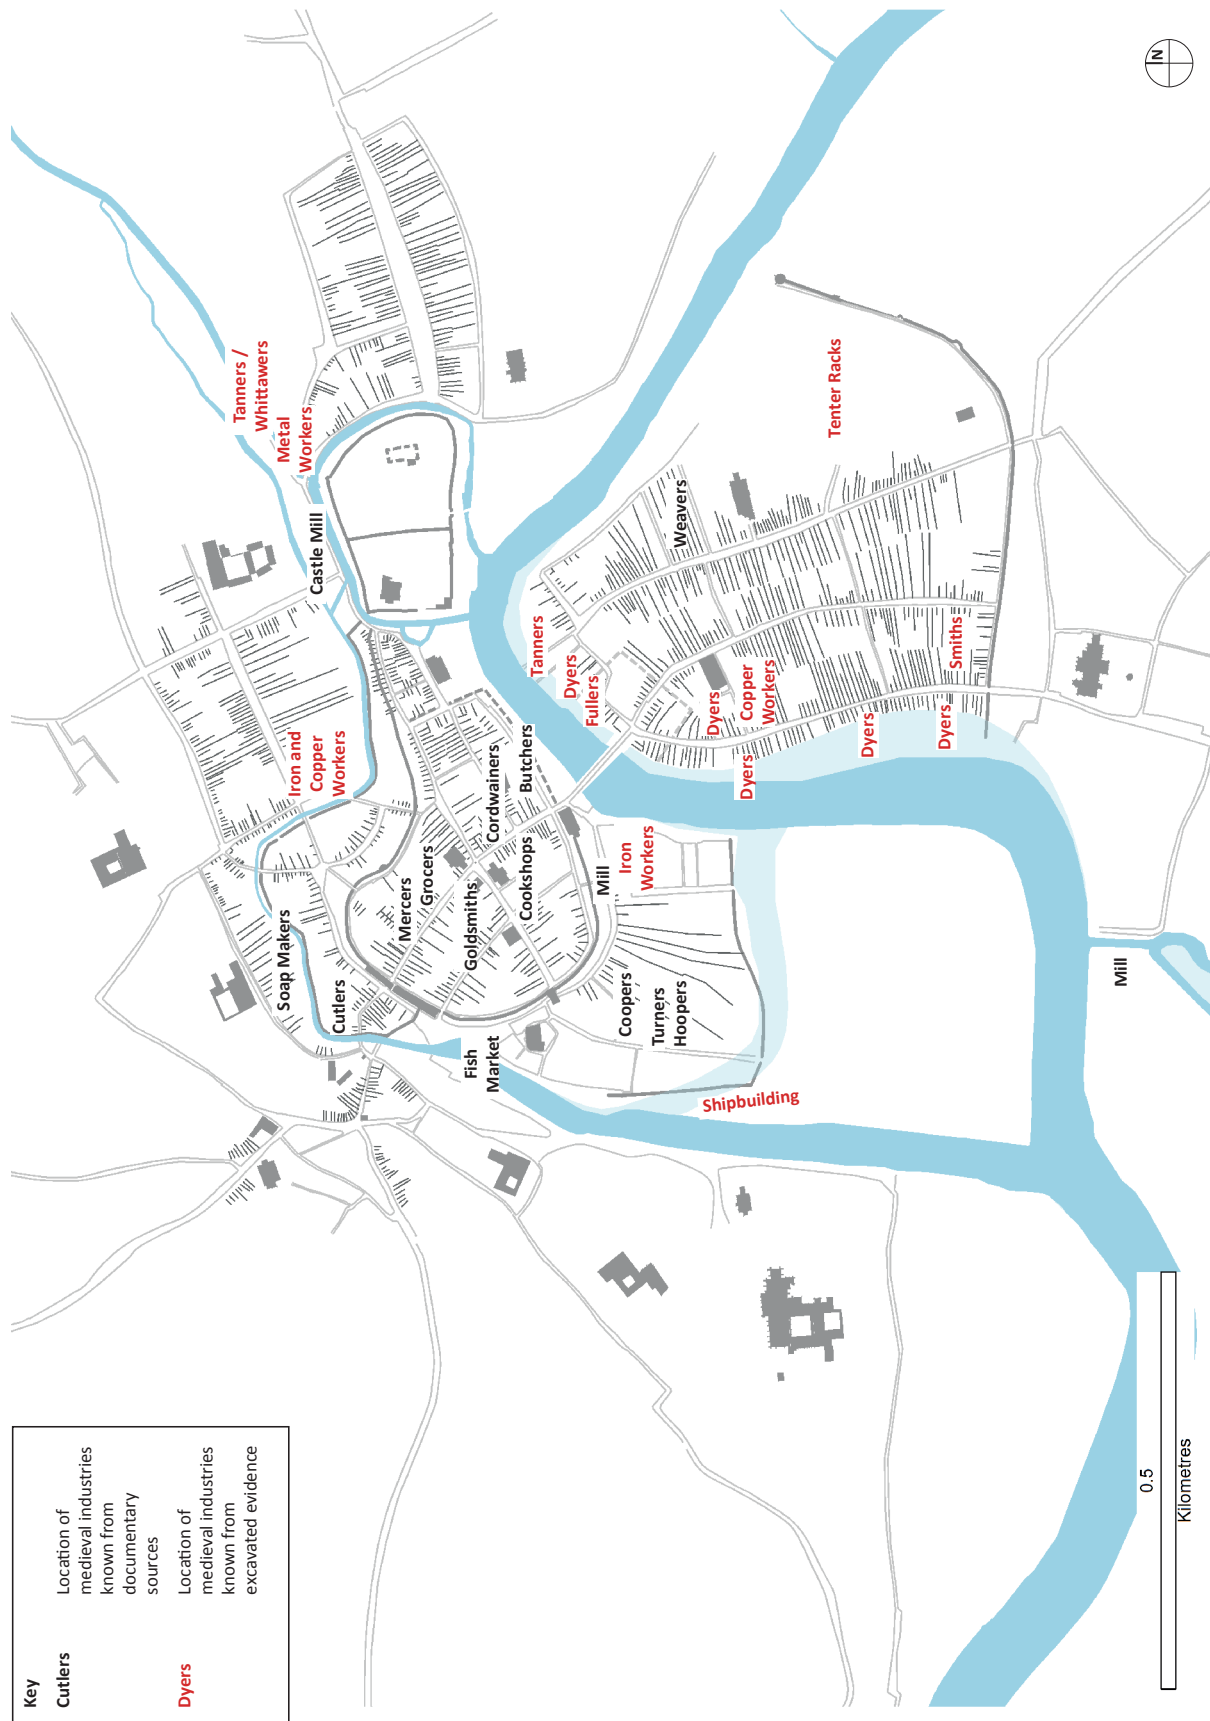 Key
Cutlers
Location of
medieval industries
known from
documentary
sources
Dyers
Location of
medieval industries
known from
excavated evidence
N
Tanners /
Whittawers
Metal
Workers
Castle Mill
Iron and
Copper
Workers
Soap Makers
Cutlers
Mercers
Grocers
Goldsmiths
Cordwainers
Butchers
Cookshops
Fish
Market
Mill
Iron
Workers
Coopers
Turners
Hoopers
Shipbuilding
Tanners
Dyers
Fullers
Weavers
Tenter Racks
Dyers
Copper
Workers
Dyers
Dyers
Dyers
Smiths
Mill
0.5
Kilometres